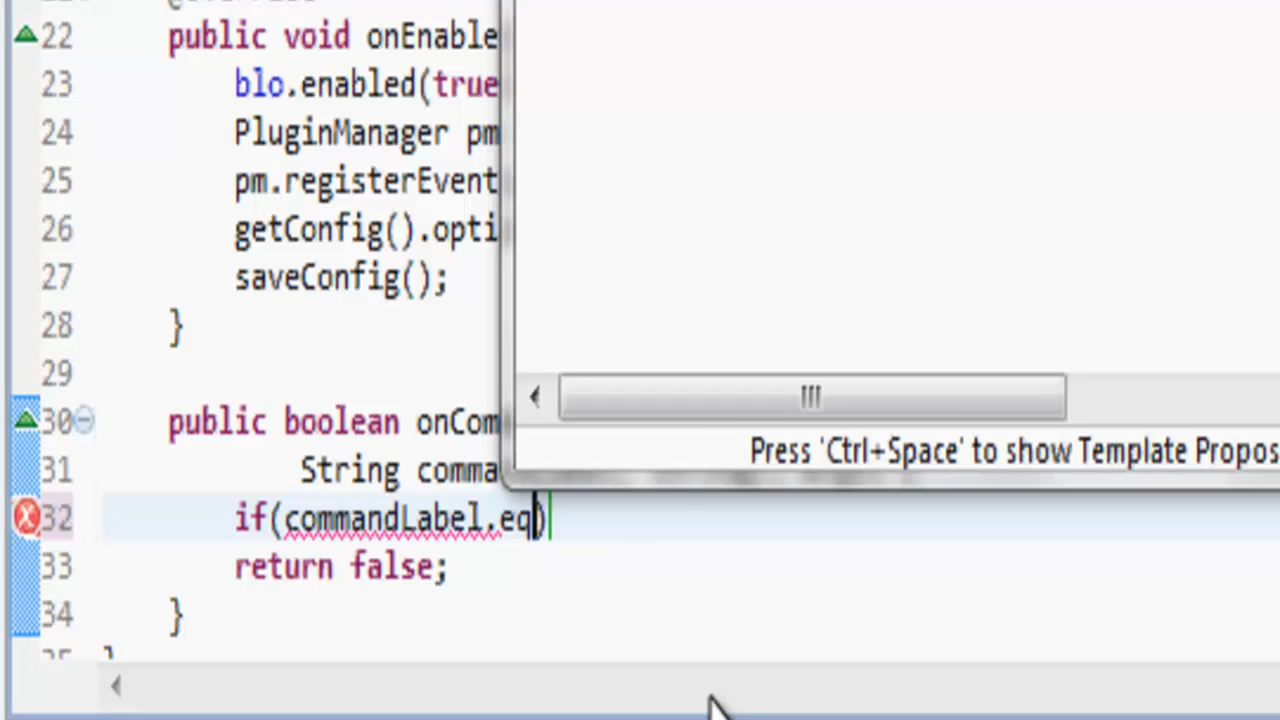 22 public void onEnable
23 blo.enabled(true
24 PluginManager pm
25 pm.registerEvent
26 getConfig().opti
27 saveConfig();
28 }
29
30 public boolean onCom
31 String comma
32 if(commandLabel.eq)
33 return false;
34 }
Press 'Ctrl+Space' to show Template Propos